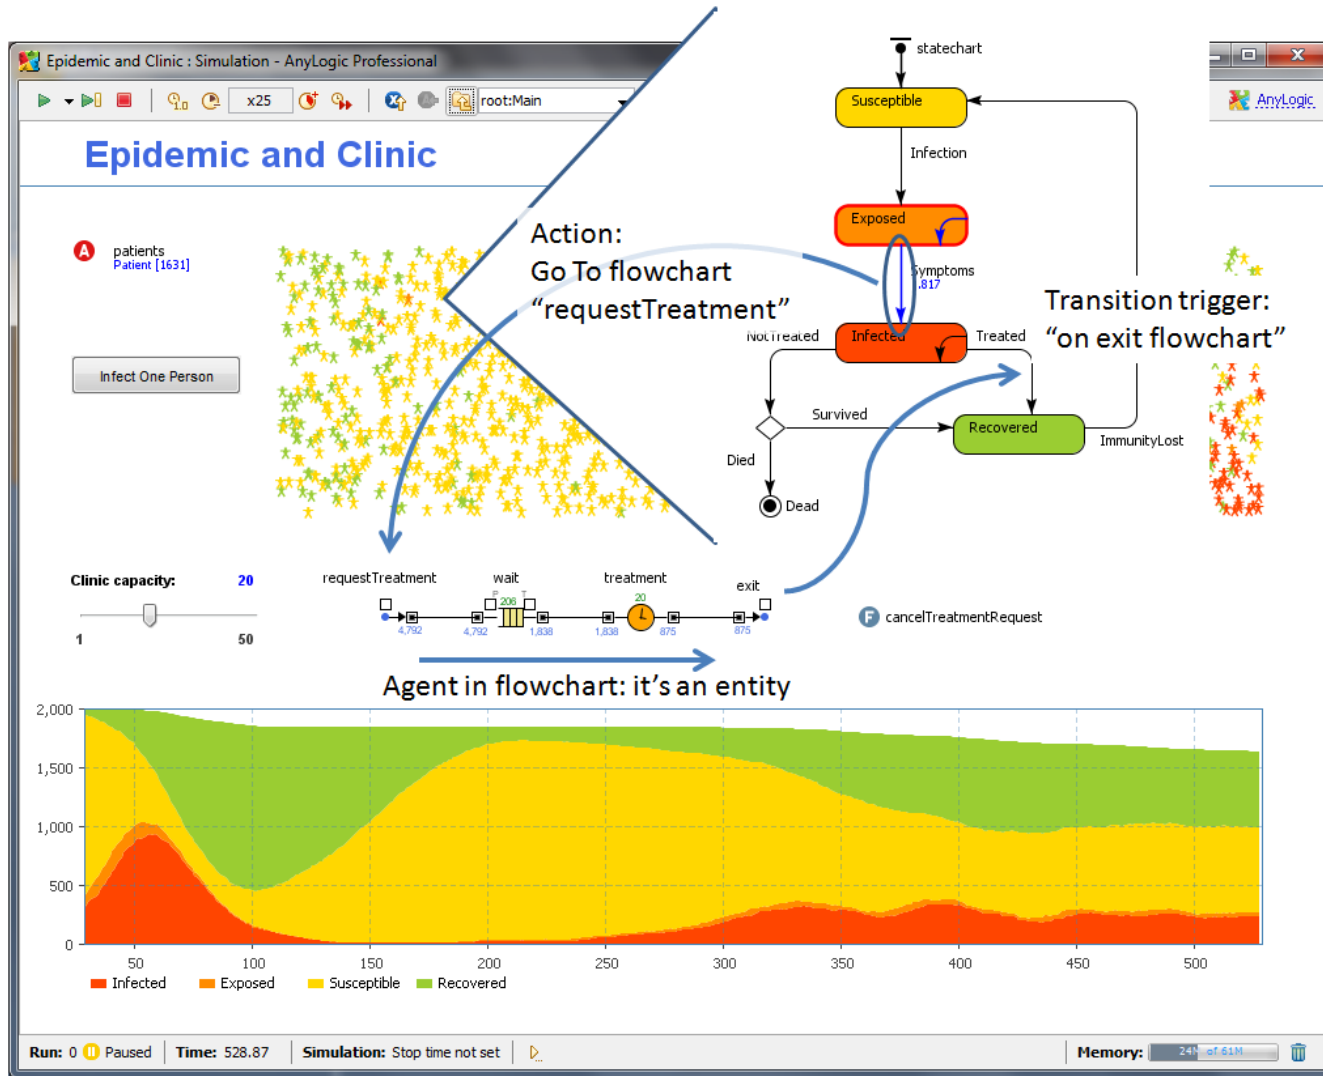 Epidemic and Clinic : Simulation - AnyLogic Professional
x25
root:Main
AnyLogic
Epidemic and Clinic
patients
Patient [1631]
Infect One Person
Action:
Go To flowchart
“requestTreatment”
statechart
Susceptible
Infection
Exposed
Symptoms
.817
Transition trigger:
“on exit flowchart”
NotTreated
Infected
Treated
Survived
Recovered
ImmunityLost
Died
Dead
Clinic capacity: 20
1 50
requestTreatment wait treatment exit
P T
206
20
4,792 4,792 1,838 1,838 875 875
F cancelTreatmentRequest
Agent in flowchart: it’s an entity
2,000
1,500
1,000
500
0
50 100 150 200 250 300 350 400 450 500
Infected Exposed Susceptible Recovered
Run: 0 Paused Time: 528.87 Simulation: Stop time not set Memory: 24M of 61M